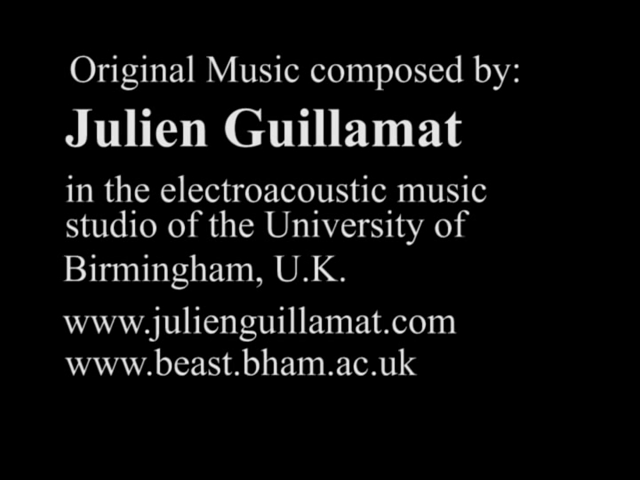 Original Music composed by:
Julien Guillamat
in the electroacoustic music
studio of the University of
Birmingham, U.K.
www.julienguillamat.com
www.beast.bham.ac.uk